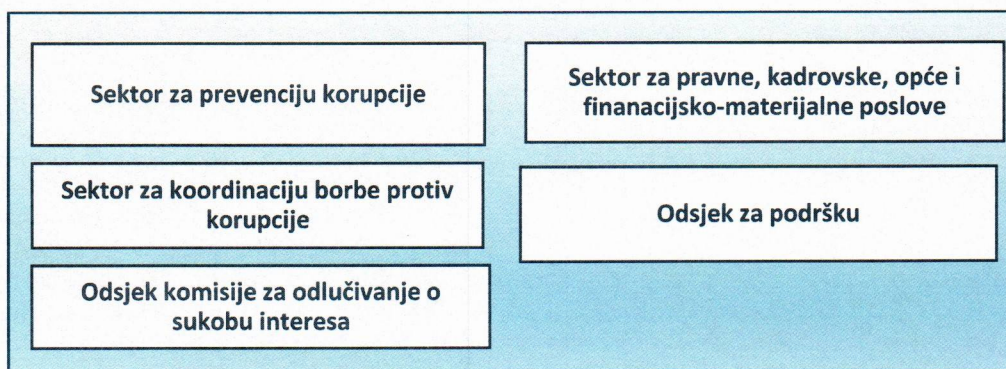 Sektor za prevenciju korupcije
Sektor za koordinaciju borbe protiv
korupcije
Odsjek komisije za odlučivanje o
sukobu interesa
Sektor za pravne, kadrovske, opće i
finanacijsko-materijalne poslove
Odsjek za podršku